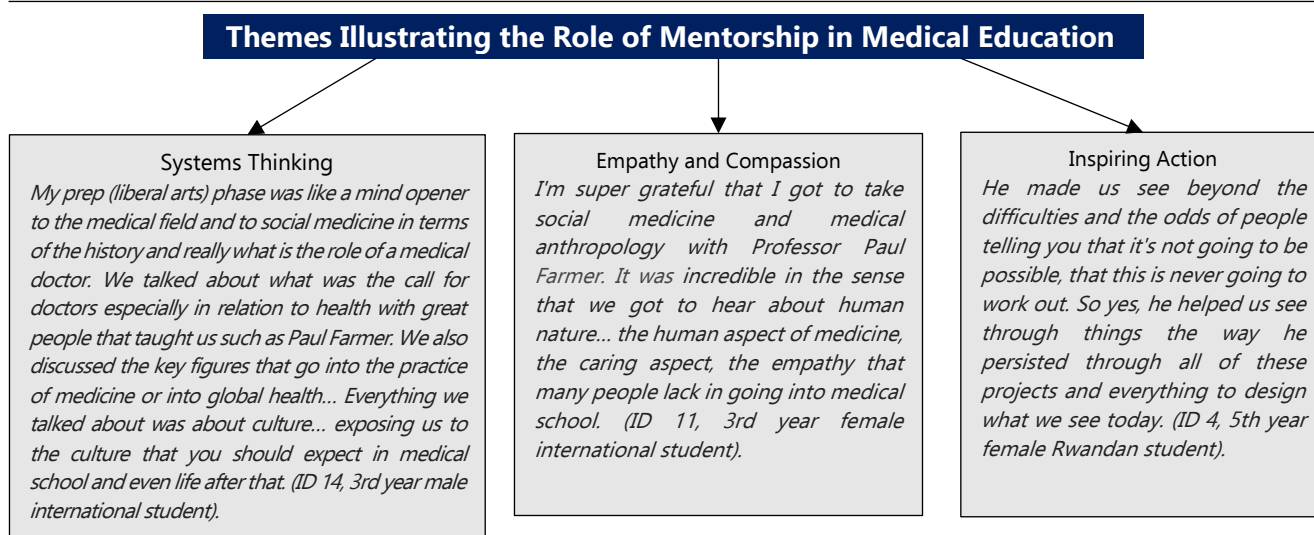 Themes Illustrating the Role of Mentorship in Medical Education
Systems Thinking
My prep (liberal arts) phase was like a mind opener
to the medical field and to social medicine in terms
of the history and really what is the role of a medical
doctor. We talked about what was the call for
doctors especially in relation to health with great
people that taught us such as Paul Farmer. We also
discussed the key figures that go into the practice
of medicine or into global health... Everything we
talked about was about culture... exposing us to
the culture that you should expect in medical
school and even life after that. (ID 14, 3rd year male
international student).
Empathy and Compassion
I'm super grateful that I got to take
social medicine and medical
anthropology with Professor Paul
Farmer. It was incredible in the sense
that we got to hear about human
nature... the human aspect of medicine,
the caring aspect, the empathy that
many people lack in going into medical
school. (ID 11, 3rd year female
international student).
Inspiring Action
He made us see beyond the
difficulties and the odds of people
telling you that it's not going to be
possible, that this is never going to
work out. So yes, he helped us see
through things the way he
persisted through all of these
projects and everything to design
what we see today. (ID 4, 5th year
female Rwandan student).